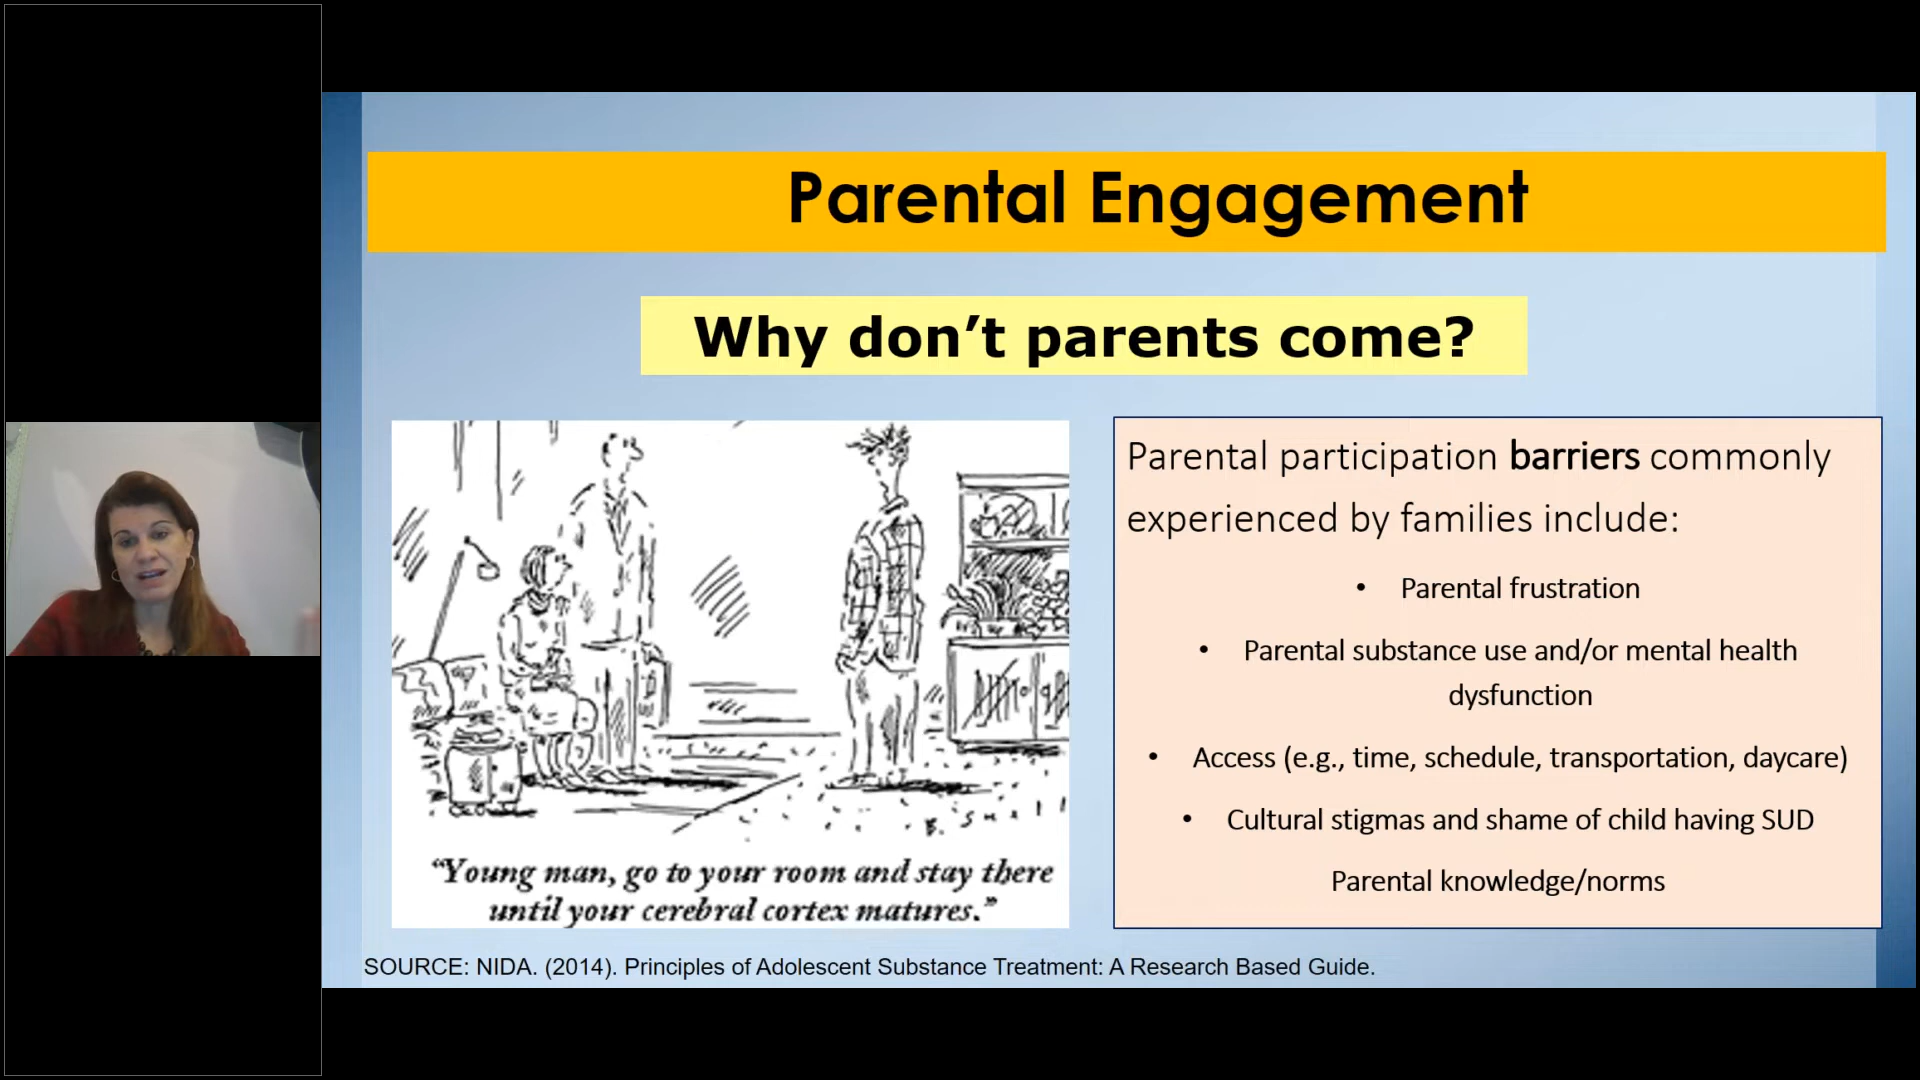 Parental Engagement
Why don’t parents come?
“Young man, go to your room and stay there
until your cerebral cortex matures.”
Parental participation barriers commonly
experienced by families include:
• Parental frustration
• Parental substance use and/or mental health
dysfunction
• Access (e.g., time, schedule, transportation, daycare)
• Cultural stigmas and shame of child having SUD
Parental knowledge/norms
SOURCE: NIDA. (2014). Principles of Adolescent Substance Treatment: A Research Based Guide.